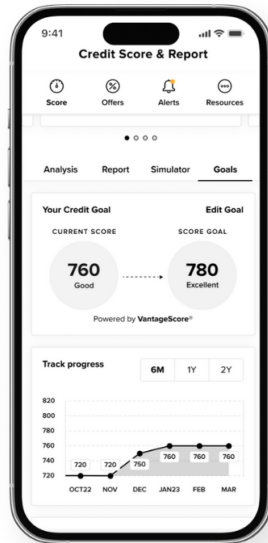 9:41
Credit Score & Report
Score Offers Alerts Resources
Analysis Report Simulator Goals
Your Credit Goal Edit Goal
CURRENT SCORE SCORE GOAL
760 780
Good Excellent
Powered by VantageScore®
Track progress 6M 1Y 2Y
820
800
780
760
740
720
720 720 750 760 760 760
OCT22 NOV DEC JAN23 FEB MAR